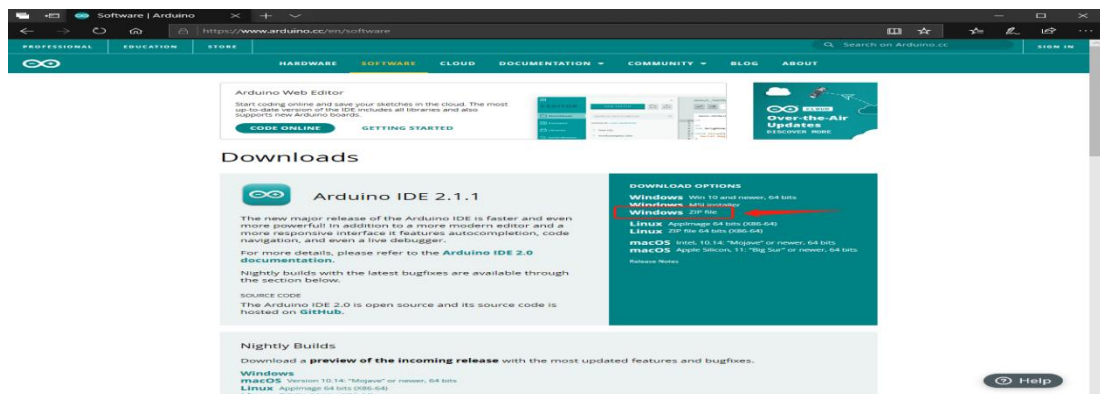 Software | Arduino
https://www.arduino.cc/en/software
PROFESSIONAL EDUCATION STORE
Search on Arduino.cc
SIGN IN
HARDWARE SOFTWARE CLOUD DOCUMENTATION COMMUNITY BLOG ABOUT
Arduino Web Editor
Start coding online and save your sketches in the cloud. The most
up-to-date version of the IDE includes all libraries and also
supports new Arduino boards.
CODE ONLINE GETTING STARTED
CLOUD
Over-the-Air
Updates
DISCOVER MORE
Downloads
Arduino IDE 2.1.1
The new major release of the Arduino IDE is faster and even
more powerful! In addition to a more modern editor and a
more responsive interface it features autocompletion, code
navigation, and even a live debugger.
For more details, please refer to the Arduino IDE 2.0
documentation.
Nightly builds with the latest bugfixes are available through
the section below.
SOURCE CODE
The Arduino IDE 2.0 is open source and its source code is
hosted on GitHub.
DOWNLOAD OPTIONS
Windows Win 10 and newer, 64 bits
Windows MSI installer
Windows ZIP file
Linux AppImage 64 bits (X86-64)
Linux ZIP file 64 bits (X86-64)
macOS Intel, 10.14: "Mojave" or newer, 64 bits
macOS Apple Silicon, 11: "Big Sur" or newer, 64 bits
Release Notes
Nightly Builds
Download a preview of the incoming release with the most updated features and bugfixes.
Windows
macOS Version 10.14: "Mojave" or newer, 64 bits
Linux AppImage 64 bits (X86-64)
Help